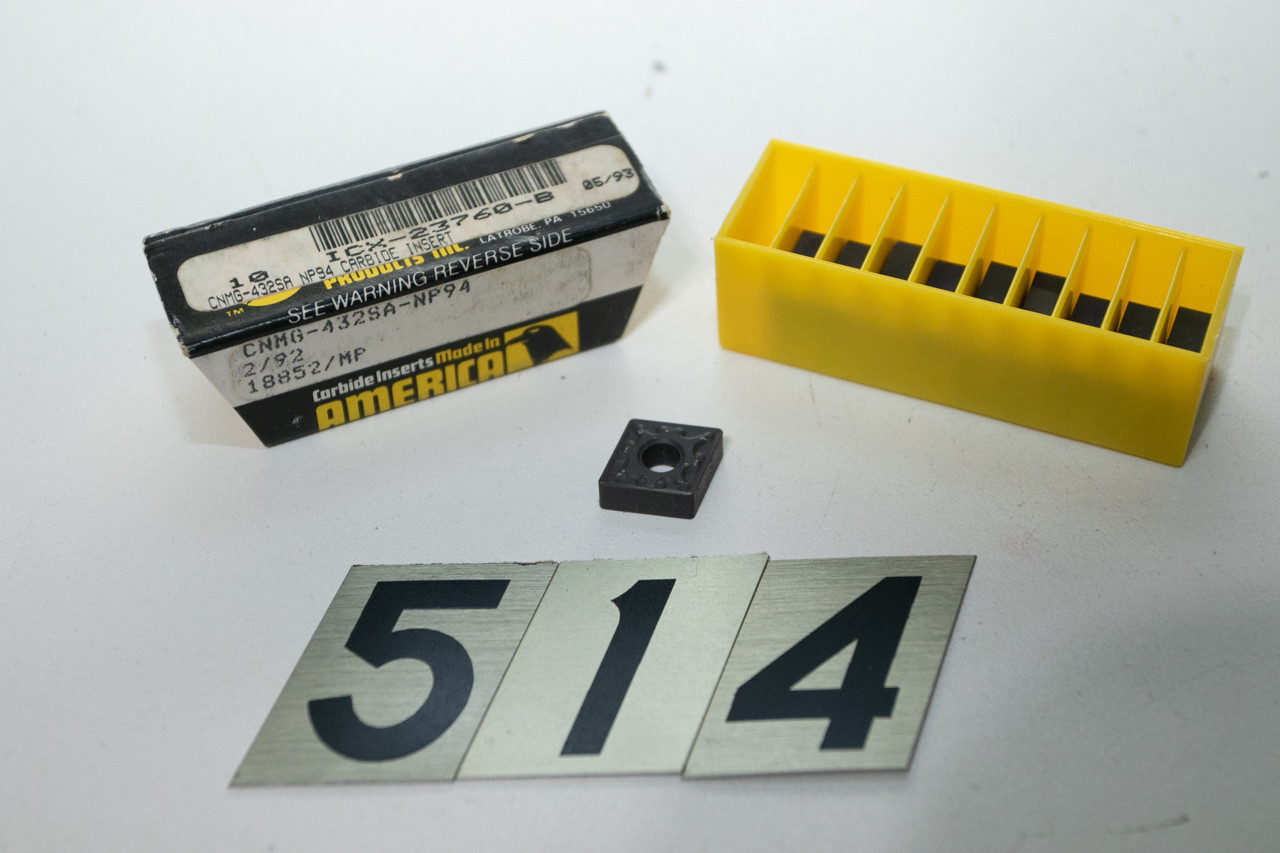 05/93
ICX-23760-B
10
CNMG-432SA NP94 CARBIDE INSERT
PRODUCTS INC. LATROBE, PA 15650
TM
SEE WARNING REVERSE SIDE
CNMG-432SA-NP94
2/92
18852/MP
Carbide Inserts Made in
AMERICA
514